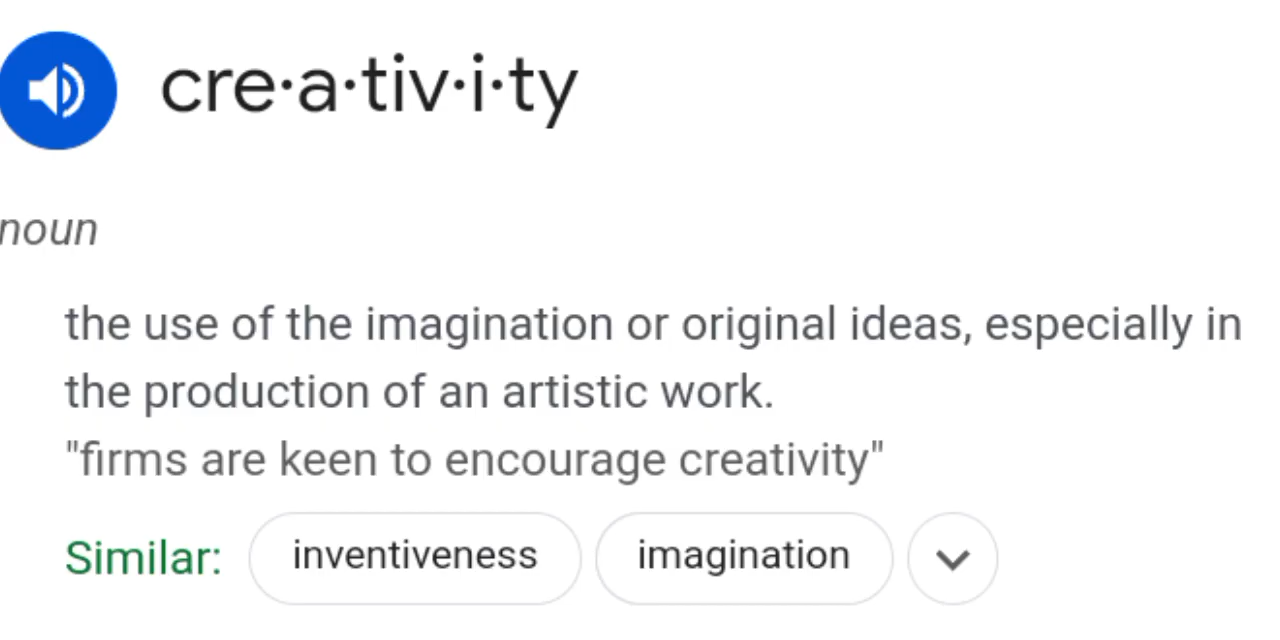 cre·a·tiv·i·ty
noun
the use of the imagination or original ideas, especially in
the production of an artistic work.
"firms are keen to encourage creativity"
Similar: inventiveness imagination